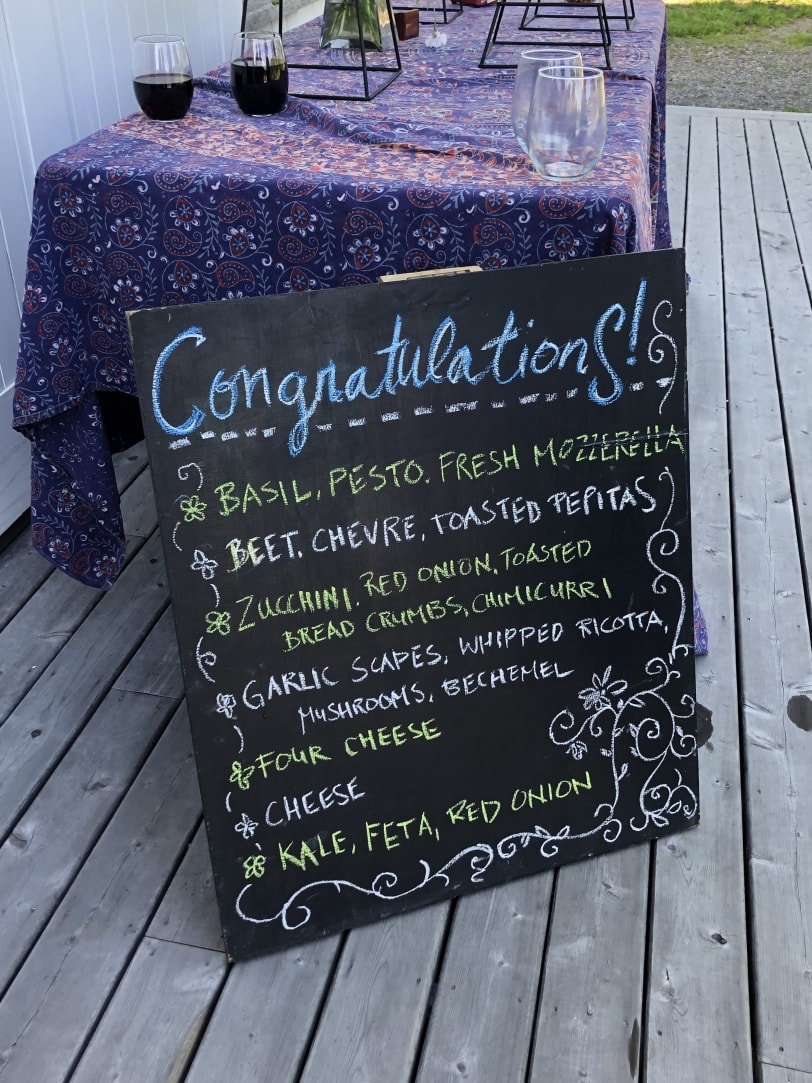 Congratulations!
BASIL, PESTO. FRESH MOZZERELLA
BEET. CHEVRE, TOASTED PEPITAS
ZUCCHINI. RED ONION, TOASTED
BREAD CRUMBS, CHIMICURRI
GARLIC SCAPES, WHIPPED RICOTTA,
MUSHROOMS, BECHEMEL
FOUR CHEESE
CHEESE
KALE, FETA, RED ONION